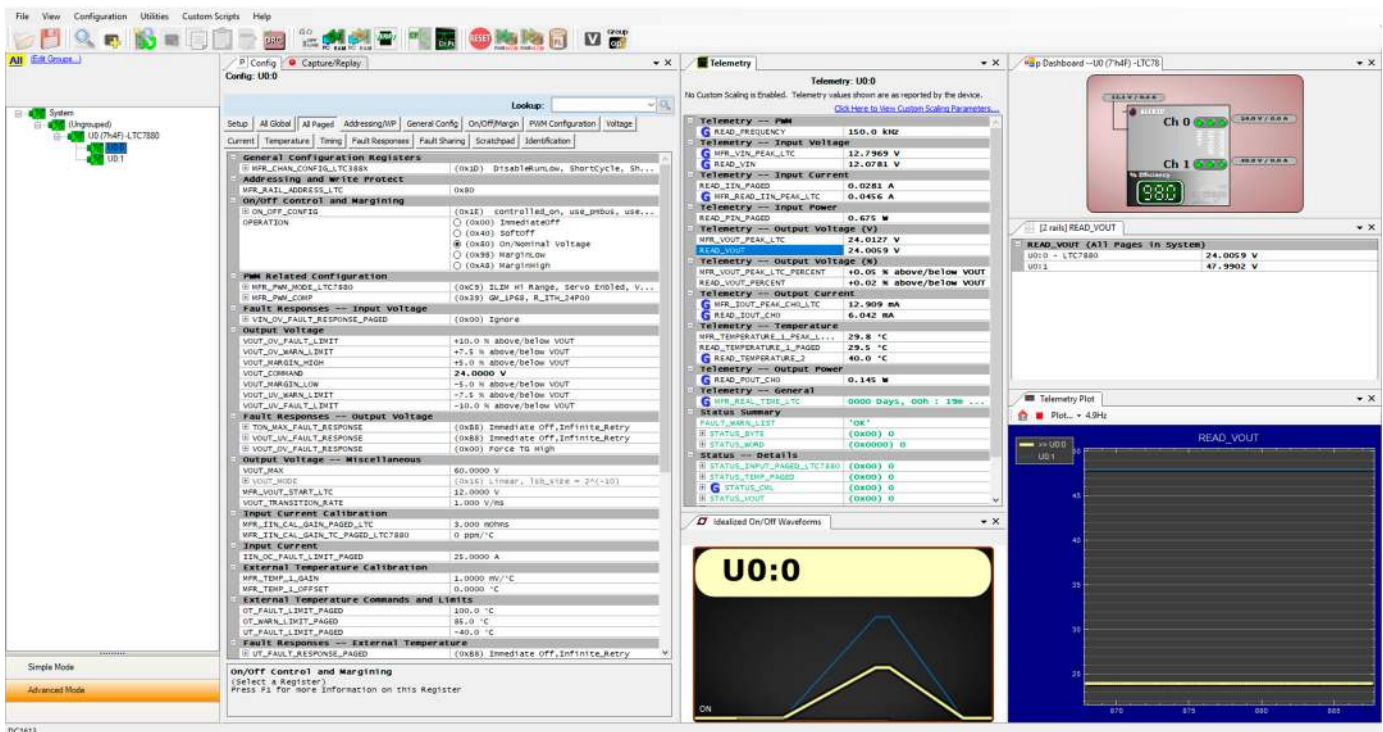 File View Configuration Utilities Custom Scripts Help
All (Edit Groups...)
System
(Ungrouped)
U0 (7'h4F) -LTC7880
U0:0
U0:1
Simple Mode
Advanced Mode
DC1613
Config Capture/Replay
Config: U0:0
Lookup:
Setup All Global All Paged Addressing/WP General Config On/Off/Margin PWM Configuration Voltage
Current Temperature Timing Fault Responses Fault Sharing Scratchpad Identification
General Configuration Registers
MFR_CHAN_CONFIG_LTC388X (0x1D) DisableRunLow, ShortCycle, Sh...
Addressing and Write Protect
MFR_RAIL_ADDRESS_LTC 0x80
On/Off Control and Margining
ON_OFF_CONFIG (0x1E) controlled_on, use_pmbus, use...
OPERATION (0x00) ImmediateOff
(0x40) SoftOff
(0x80) On/Nominal Voltage
(0x98) MarginLow
(0xA8) MarginHigh
PWM Related Configuration
MFR_PWM_MODE_LTC7880 (0xC9) ILIM Hi Range, Servo Enbled, V...
MFR_PWM_COMP (0x39) GM_1P68, R_ITH_24P00
Fault Responses -- Input Voltage
VIN_OV_FAULT_RESPONSE_PAGED (0x00) Ignore
Output Voltage
VOUT_OV_FAULT_LIMIT +10.0 % above/below VOUT
VOUT_OV_WARN_LIMIT +7.5 % above/below VOUT
VOUT_MARGIN_HIGH +5.0 % above/below VOUT
VOUT_COMMAND 24.0000 V
VOUT_MARGIN_LOW -5.0 % above/below VOUT
VOUT_UV_WARN_LIMIT -7.5 % above/below VOUT
VOUT_UV_FAULT_LIMIT -10.0 % above/below VOUT
Fault Responses -- Output Voltage
TON_MAX_FAULT_RESPONSE (0xB8) Immediate Off,Infinite_Retry
VOUT_UV_FAULT_RESPONSE (0xB8) Immediate Off,Infinite_Retry
VOUT_OV_FAULT_RESPONSE (0x00) Force TG High
Output Voltage -- Miscellaneous
VOUT_MAX 60.0000 V
VOUT_MODE (0x16) Linear, lsb_size = 2^(-10)
MFR_VOUT_START_LTC 12.0000 V
VOUT_TRANSITION_RATE 1.000 V/ms
Input Current Calibration
MFR_IIN_CAL_GAIN_PAGED_LTC 3.000 mOhms
MFR_IIN_CAL_GAIN_TC_PAGED_LTC7880 0 ppm/°C
Input Current
IIN_OC_FAULT_LIMIT_PAGED 25.0000 A
External Temperature Calibration
MFR_TEMP_1_GAIN 1.0000 mV/°C
MFR_TEMP_1_OFFSET 0.0000 °C
External Temperature Commands and Limits
OT_FAULT_LIMIT_PAGED 100.0 °C
OT_WARN_LIMIT_PAGED 85.0 °C
UT_FAULT_LIMIT_PAGED -40.0 °C
Fault Responses -- External Temperature
UT_FAULT_RESPONSE_PAGED (0xB8) Immediate Off,Infinite_Retry
On/Off Control and Margining
(Select a Register)
Press F1 for more Information on this Register
Telemetry
Telemetry: U0:0
No Custom Scaling is Enabled. Telemetry values shown are as reported by the device.
Click Here to View Custom Scaling Parameters...
Telemetry -- PWM
READ_FREQUENCY 150.0 kHz
Telemetry -- Input Voltage
MFR_VIN_PEAK_LTC 12.7969 V
READ_VIN 12.0781 V
Telemetry -- Input Current
READ_IIN_PAGED 0.0281 A
MFR_READ_IIN_PEAK_LTC 0.0456 A
Telemetry -- Input Power
READ_PIN_PAGED 0.675 W
Telemetry -- Output Voltage (V)
MFR_VOUT_PEAK_LTC 24.0127 V
READ_VOUT 24.0059 V
Telemetry -- Output Voltage (%)
MFR_VOUT_PEAK_LTC_PERCENT +0.05 % above/below VOUT
READ_VOUT_PERCENT +0.02 % above/below VOUT
Telemetry -- Output Current
MFR_IOUT_PEAK_CH0_LTC 12.909 mA
READ_IOUT_CH0 6.042 mA
Telemetry -- Temperature
MFR_TEMPERATURE_1_PEAK_L... 29.8 °C
READ_TEMPERATURE_1_PAGED 29.5 °C
READ_TEMPERATURE_2 40.0 °C
Telemetry -- Output Power
READ_POUT_CH0 0.145 W
Telemetry -- General
MFR_REAL_TIME_LTC 0000 Days, 00h : 19m ...
Status Summary
FAULT_WARN_LIST "OK"
STATUS_BYTE (0x00) 0
STATUS_WORD (0x0000) 0
Status -- Details
STATUS_INPUT_PAGED_LTC7880 (0x00) 0
STATUS_TEMP_PAGED (0x00) 0
STATUS_CML (0x00) 0
STATUS_VOUT (0x00) 0
Idealized On/Off Waveforms
U0:0
ON
Dashboard --U0 (7'h4F) -LTC78
Ch 0
24.0 V / 0.0 A
Ch 1
% Efficiency
98.0
[2 rails] READ_VOUT
READ_VOUT (All Pages in System)
U0:0 - LTC7880 24.0059 V
U0:1 47.9902 V
Telemetry Plot
Plot... 4.9Hz
READ_VOUT
>> U0:0
U0:1
50
45
40
35
30
25
870 875 880 885